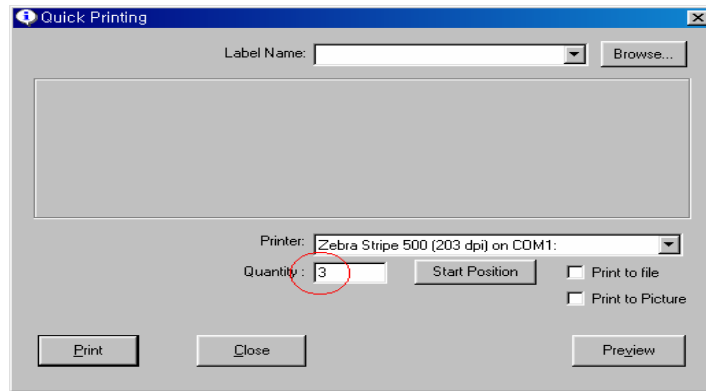 Quick Printing
Label Name: Browse...
Printer: Zebra Stripe 500 (203 dpi) on COM1:
Quantity : 3 Start Position Print to file
Print to Picture
Print Close Preview